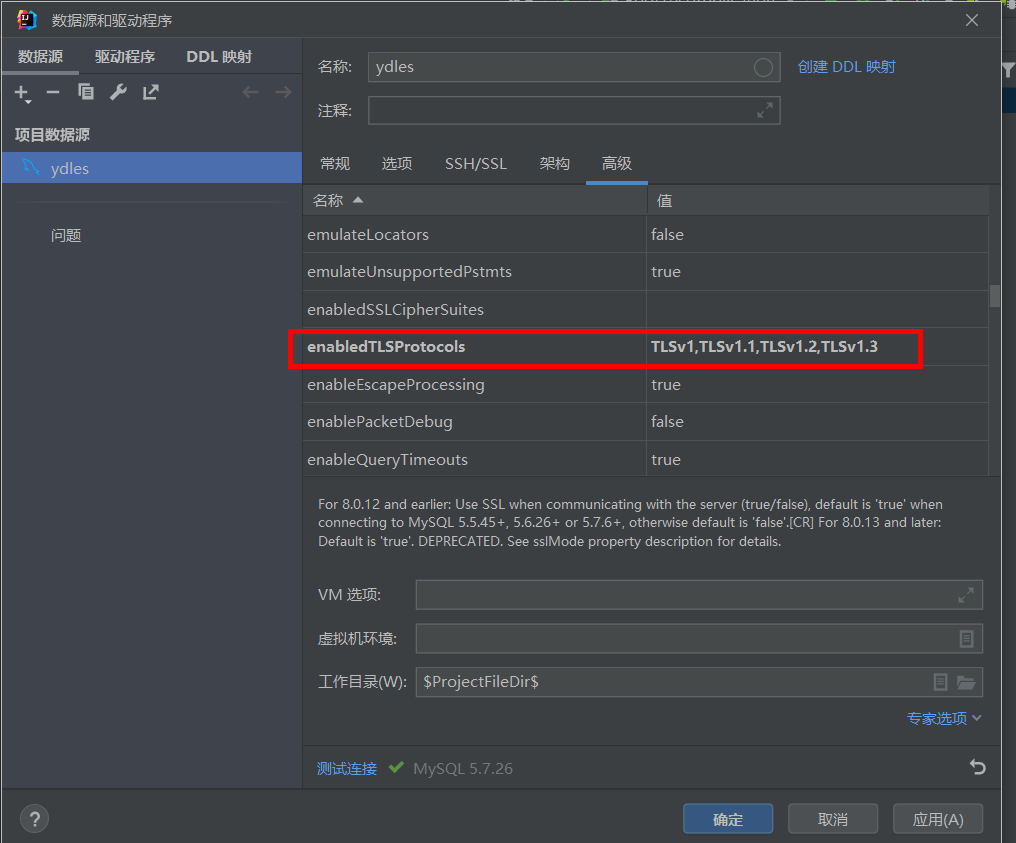 数据源和驱动程序
数据源 驱动程序 DDL 映射
项目数据源
ydles
问题
名称: ydles 创建 DDL 映射
注释:
常规 选项 SSH/SSL 架构 高级
名称 值
emulateLocators false
emulateUnsupportedPstmts true
enabledSSLCipherSuites
enabledTLSProtocols TLSv1,TLSv1.1,TLSv1.2,TLSv1.3
enableEscapeProcessing true
enablePacketDebug false
enableQueryTimeouts true
For 8.0.12 and earlier: Use SSL when communicating with the server (true/false), default is 'true' when
connecting to MySQL 5.5.45+, 5.6.26+ or 5.7.6+, otherwise default is 'false'.[CR] For 8.0.13 and later:
Default is 'true'. DEPRECATED. See sslMode property description for details.
VM 选项:
虚拟机环境:
工作目录(W): $ProjectFileDir$
专家选项
测试连接 MySQL 5.7.26
? 确定 取消 应用(A)